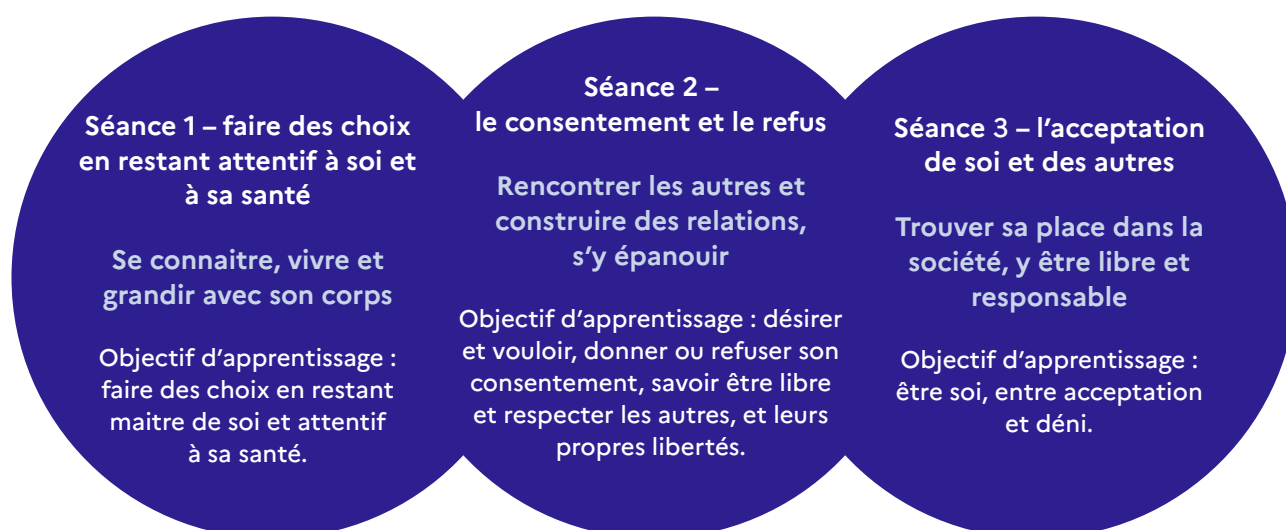 Séance 1 – faire des choix
en restant attentif à soi et
à sa santé
Se connaitre, vivre et
grandir avec son corps
Objectif d’apprentissage :
faire des choix en restant
maitre de soi et attentif
à sa santé.
Séance 2 –
le consentement et le refus
Rencontrer les autres et
construire des relations,
s’y épanouir
Objectif d’apprentissage : désirer
et vouloir, donner ou refuser son
consentement, savoir être libre
et respecter les autres, et leurs
propres libertés.
Séance 3 – l’acceptation
de soi et des autres
Trouver sa place dans la
société, y être libre et
responsable
Objectif d’apprentissage :
être soi, entre acceptation
et déni.